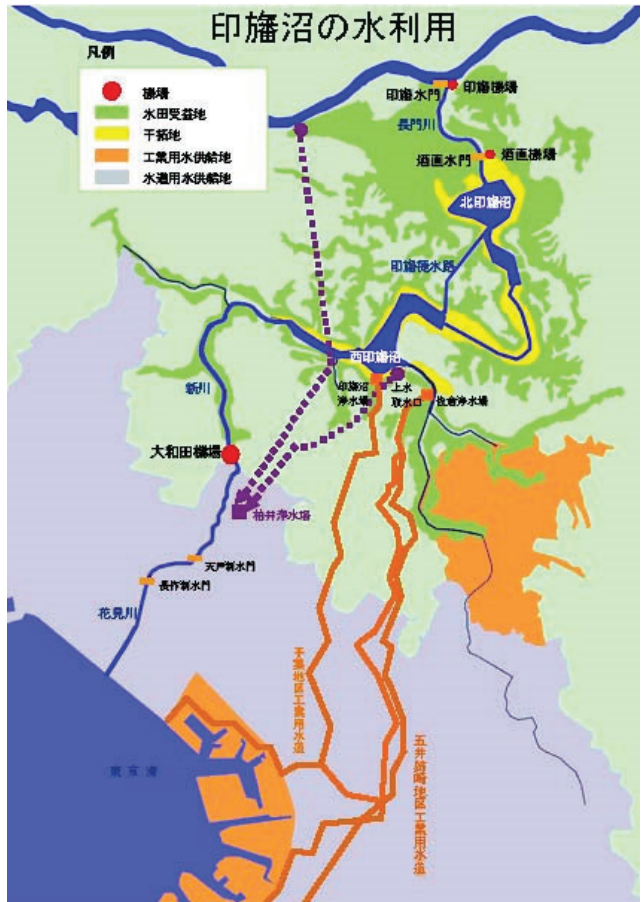 印旛沼の水利用
凡例
機場
水田受益地
干拓地
工業用水供給地
水道用水供給地
印旛水門
印旛機場
長門川
酒直水門
酒直機場
北印旛沼
印旛捷水路
西印旛沼
印旛沼
浄水場
上水
取水口
佐倉浄水場
新川
大和田機場
柏井浄水場
天戸制水門
長作制水門
花見川
千葉地区工業用水道
五井姉崎地区工業用水道
東京湾